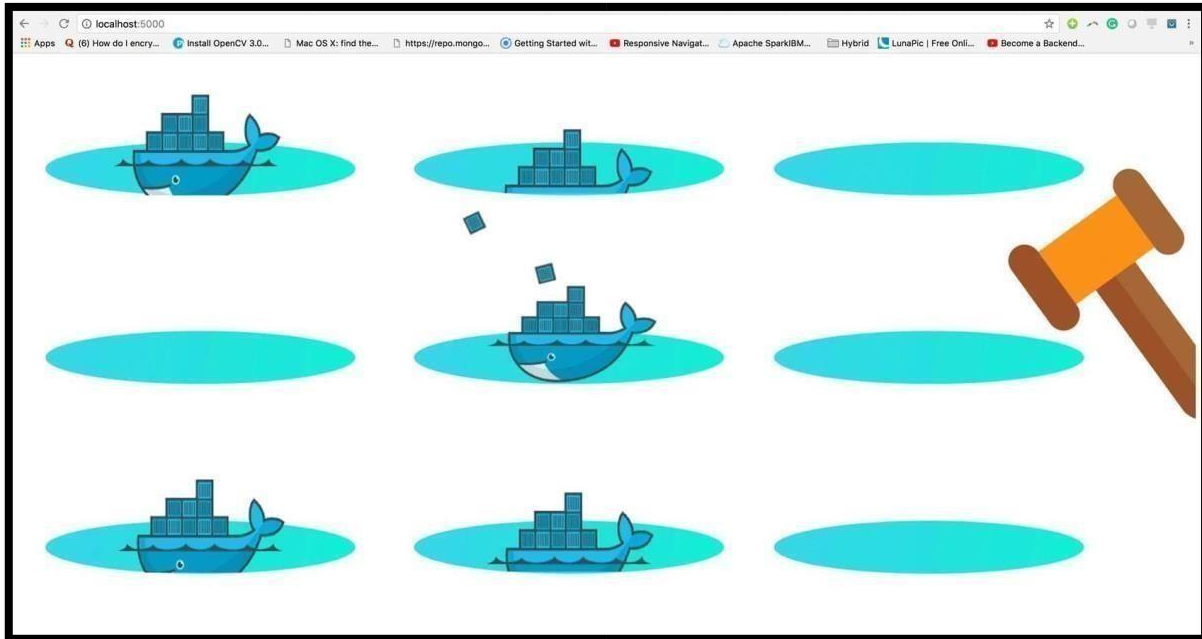 localhost:5000
Apps (6) How do I encry... Install OpenCV 3.0... Mac OS X: find the... https://repo.mongo... Getting Started wit... Responsive Navigat... Apache SparkIBM... Hybrid LunaPic | Free Onli... Become a Backend... »